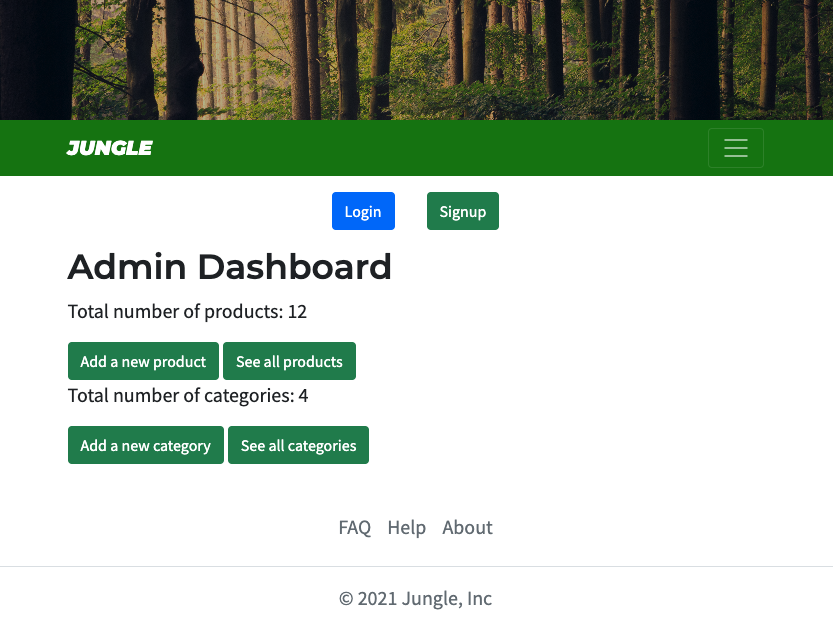 JUNGLE
Login Signup
Admin Dashboard
Total number of products: 12
Add a new product See all products
Total number of categories: 4
Add a new category See all categories
FAQ Help About
© 2021 Jungle, Inc